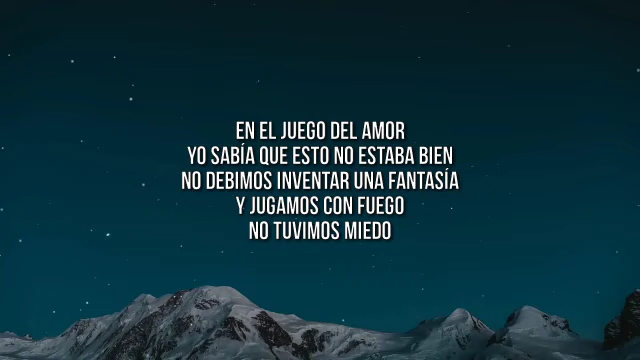 EN EL JUEGO DEL AMOR
YO SABÍA QUE ESTO NO ESTABA BIEN
NO DEBIMOS INVENTAR UNA FANTASÍA
Y JUGAMOS CON FUEGO
NO TUVIMOS MIEDO